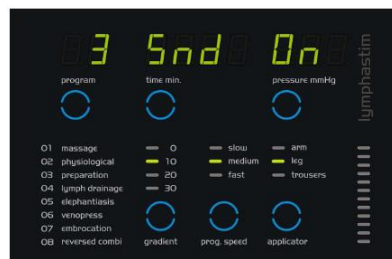 3 Snd On
program time min. pressure mmHg
lymphastim
01 massage
02 physiological
03 preparation
04 lymph drainage
05 elephantiasis
06 venopress
07 embrocation
08 reversed combi
0
10
20
30
slow
medium
fast
arm
leg
trousers
gradient prog. speed applicator